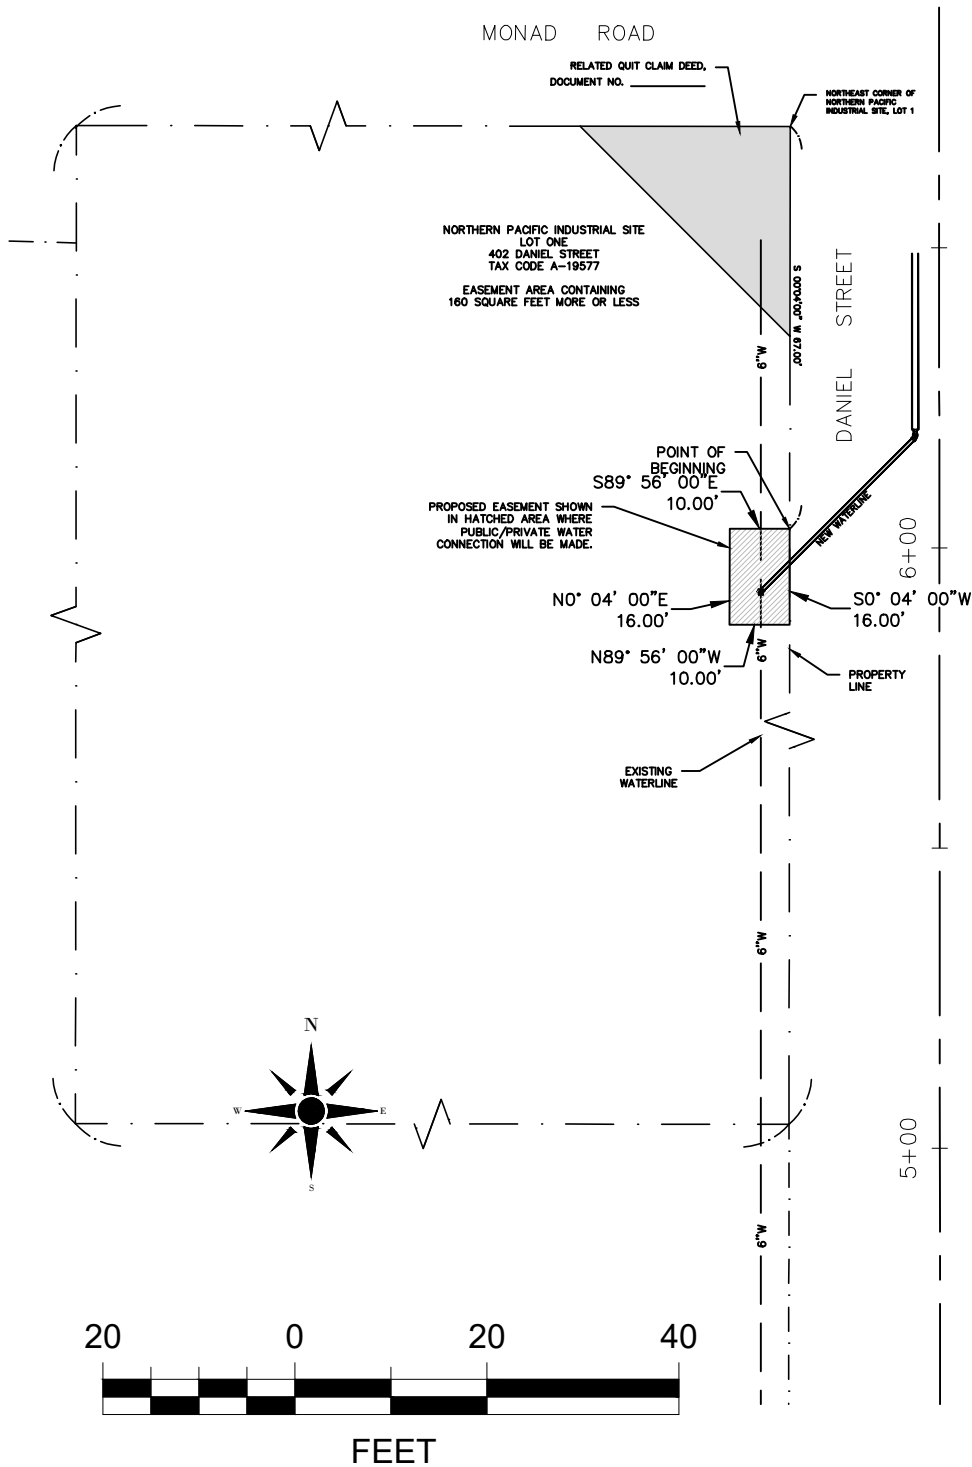 MONAD ROAD
RELATED QUIT CLAIM DEED,
DOCUMENT NO.
NORTHEAST CORNER OF
NORTHERN PACIFIC
INDUSTRIAL SITE, LOT 1
NORTHERN PACIFIC INDUSTRIAL SITE
LOT ONE
402 DANIEL STREET
TAX CODE A-19577
EASEMENT AREA CONTAINING
160 SQUARE FEET MORE OR LESS
S 00°04'00" W 67.00'
DANIEL STREET
6"W
POINT OF
BEGINNING
S89° 56' 00"E
10.00'
PROPOSED EASEMENT SHOWN
IN HATCHED AREA WHERE
PUBLIC/PRIVATE WATER
CONNECTION WILL BE MADE.
NEW WATERLINE
6+00
N0° 04' 00"E
16.00'
S0° 04' 00"W
16.00'
N89° 56' 00"W
10.00'
6"W
PROPERTY
LINE
EXISTING
WATERLINE
6"W
N
W
E
S
5+00
6"W
20 0 20 40
FEET